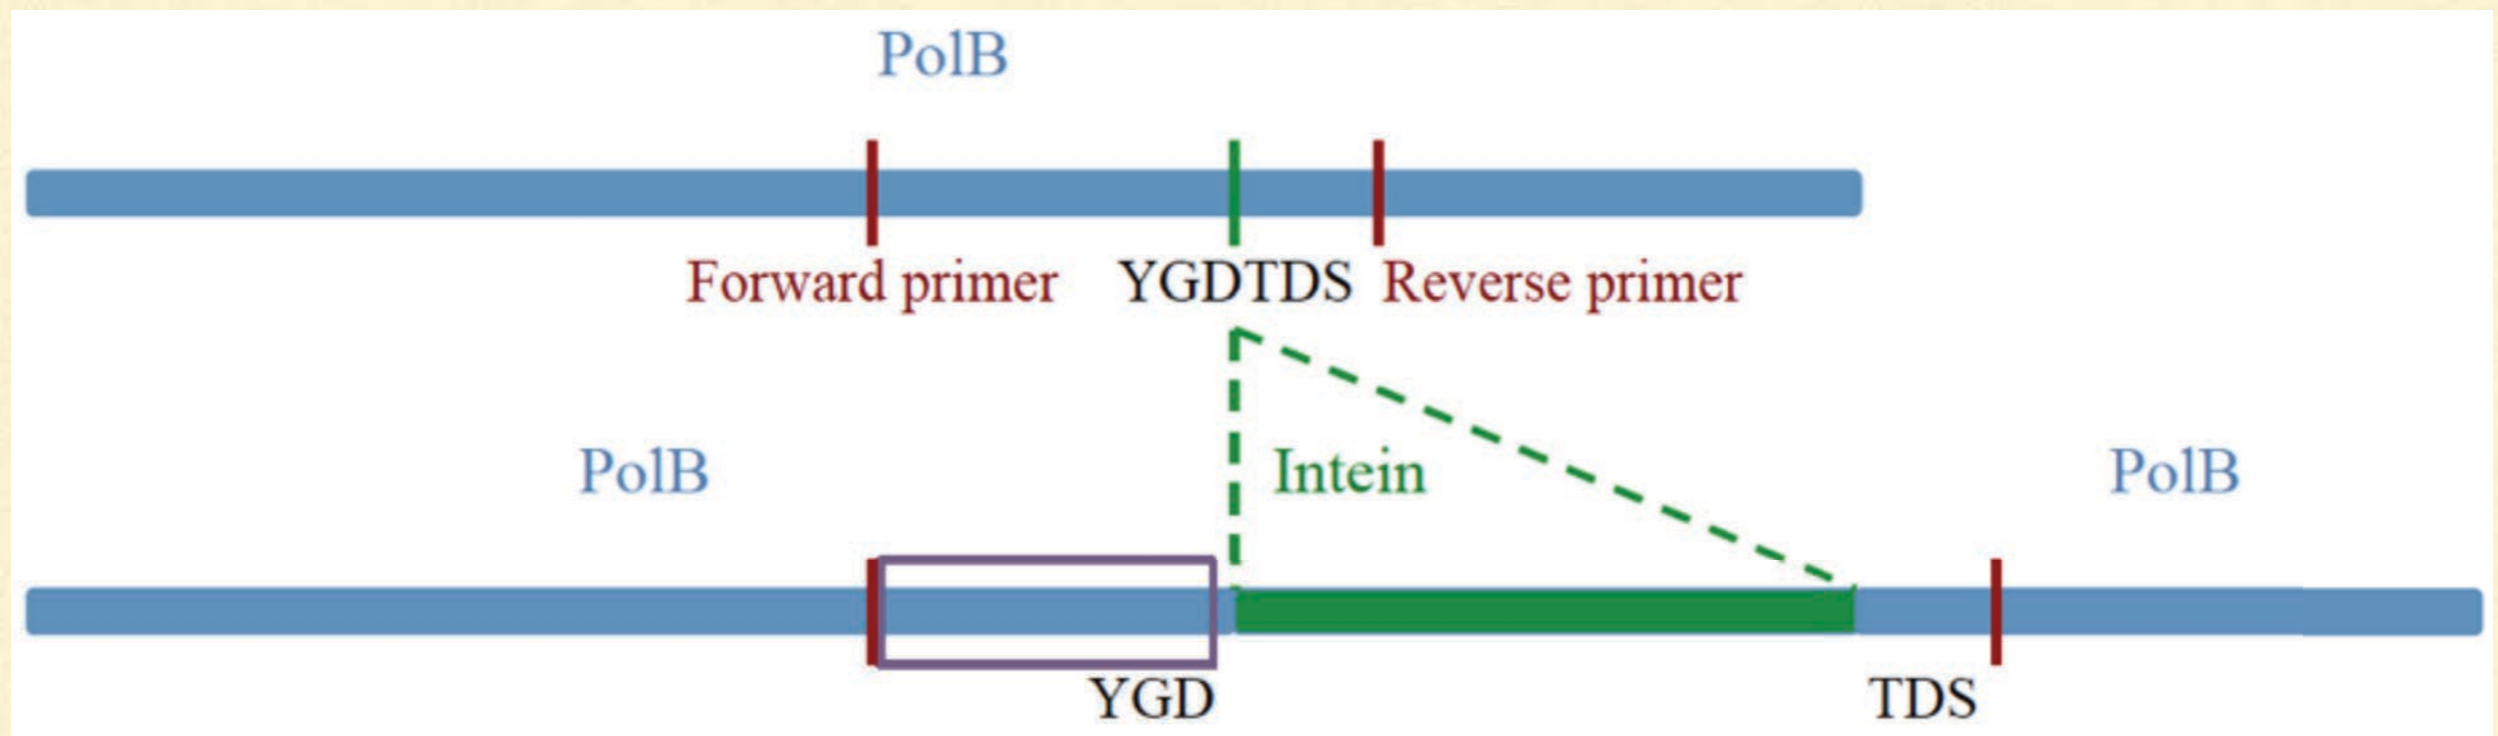 PolB
Forward primer YGDTDS Reverse primer
PolB Intein PolB
YGD TDS